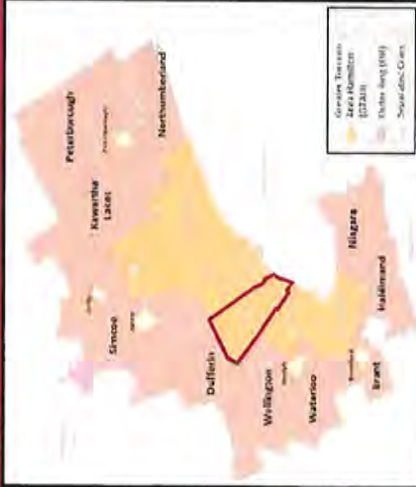 Peterborough
Peterborough
Northumberland
Kawartha
Lakes
Simcoe
Dufferin
Wellington
Waterloo
Brant
Niagara
Haldimand
Greater Toronto
Area Hamilton
(GTAH)
Outer Ring (OR)